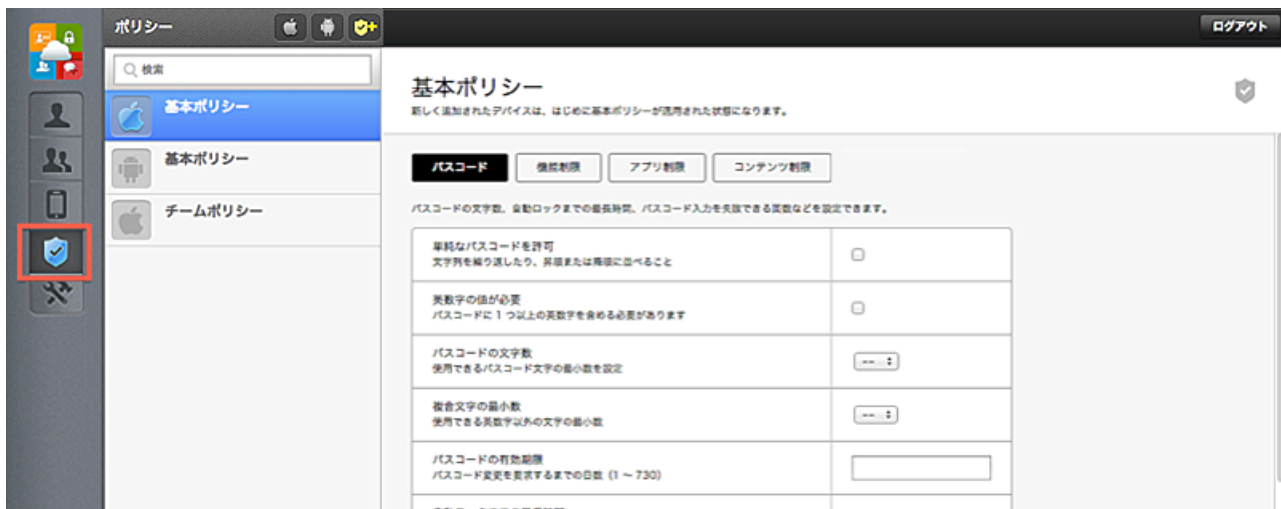 ポリシー
ログアウト
検索
基本ポリシー
基本ポリシー
チームポリシー
基本ポリシー
新しく追加されたデバイスは、はじめに基本ポリシーが適用された状態になります。
パスコード
機能制限
アプリ制限
コンテンツ制限
パスコードの文字数、自動ロックまでの最長時間、パスコード入力を失敗できる回数などを設定できます。
単純なパスコードを許可
文字列を繰り返したり、昇順または降順に並べること
英数字の値が必要
パスコードに 1 つ以上の英数字を含める必要があります
パスコードの文字数
使用できるパスコード文字の最小数を設定
--
複合文字の最小数
使用できる英数字以外の文字の最小数
--
パスコードの有効期限
パスコード変更を要求するまでの日数 (1 ~ 730)